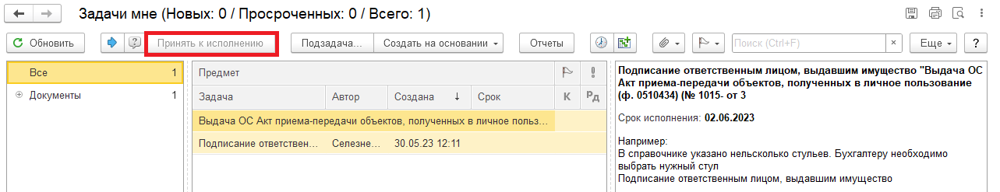 Задачи мне (Новых: 0 / Просроченных: 0 / Всего: 1)
Обновить Принять к исполнению Подзадача... Создать на основании Отчеты Поиск (Ctrl+F) × Еще ?
Все 1
Документы 1
Предмет
Задача Автор Создана ↓ Срок К Рд
Выдача ОС Акт приема-передачи объектов, полученных в личное польз...
Подписание ответствен... Селезне... 30.05.23 12:11
Подписание ответственным лицом, выдавшим имущество "Выдача ОС
Акт приема-передачи объектов, полученных в личное пользование
(ф. 0510434) (№ 1015- от 3
Срок исполнения: 02.06.2023
Например:
В справочнике указано нельсколько стульев. Бухгалтеру необходимо
выбрать нужный стул
Подписание ответственным лицом, выдавшим имущество